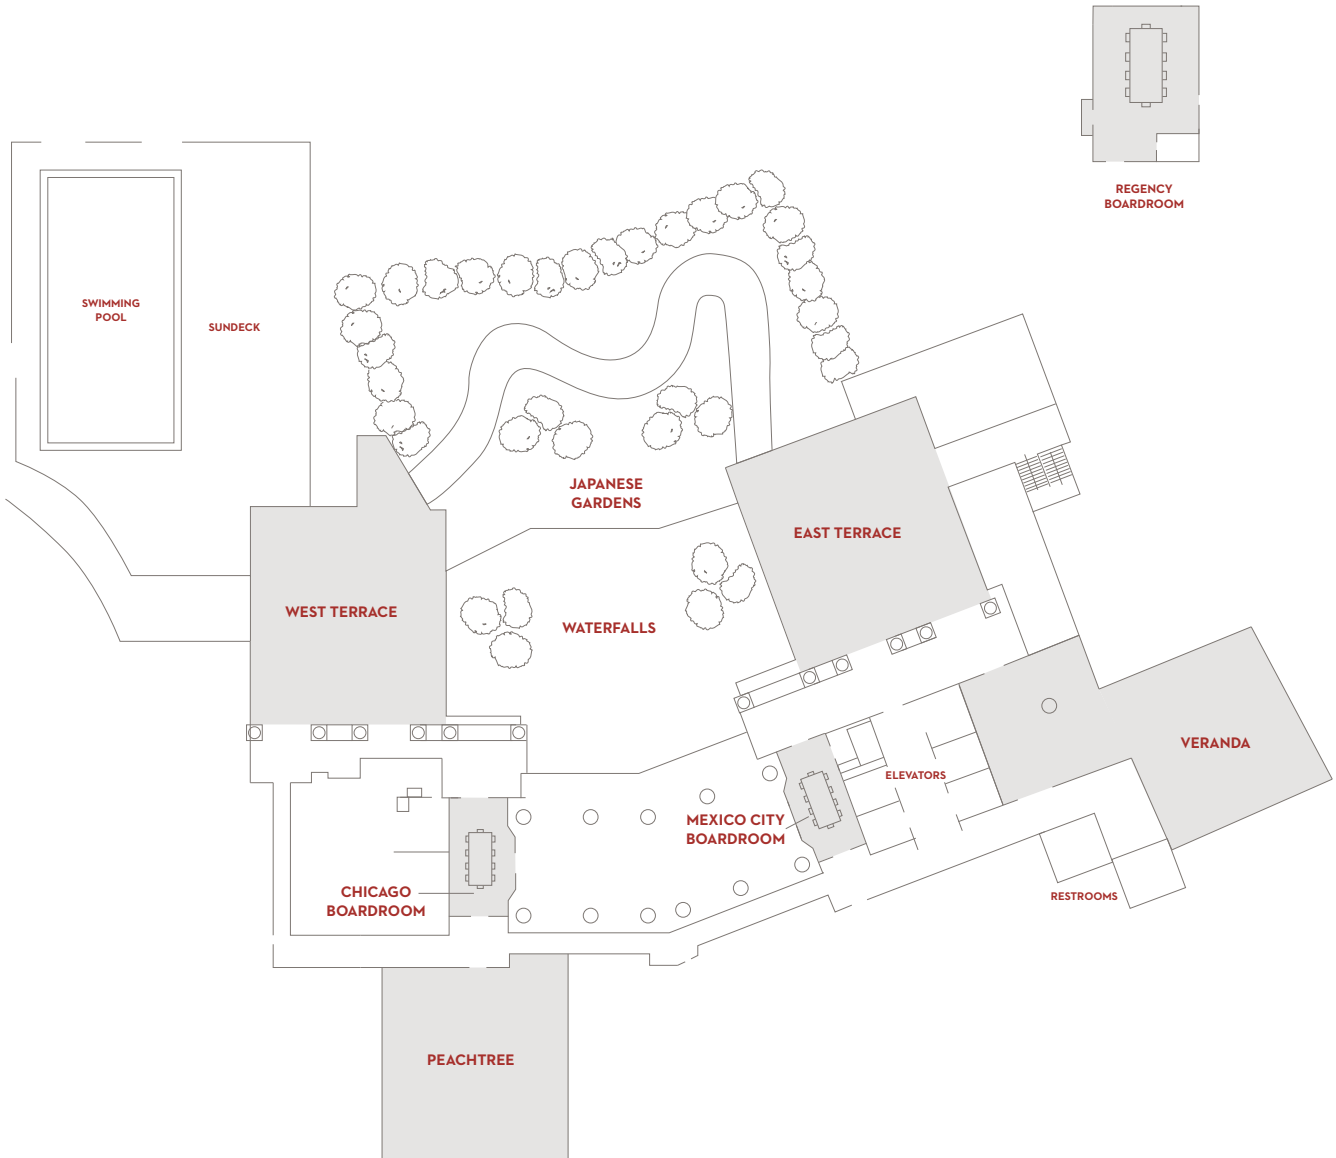 REGENCY
BOARDROOM
SWIMMING
POOL
SUNDECK
JAPANESE
GARDENS
EAST TERRACE
WEST TERRACE
WATERFALLS
VERANDA
ELEVATORS
MEXICO CITY
BOARDROOM
CHICAGO
BOARDROOM
RESTROOMS
PEACHTREE